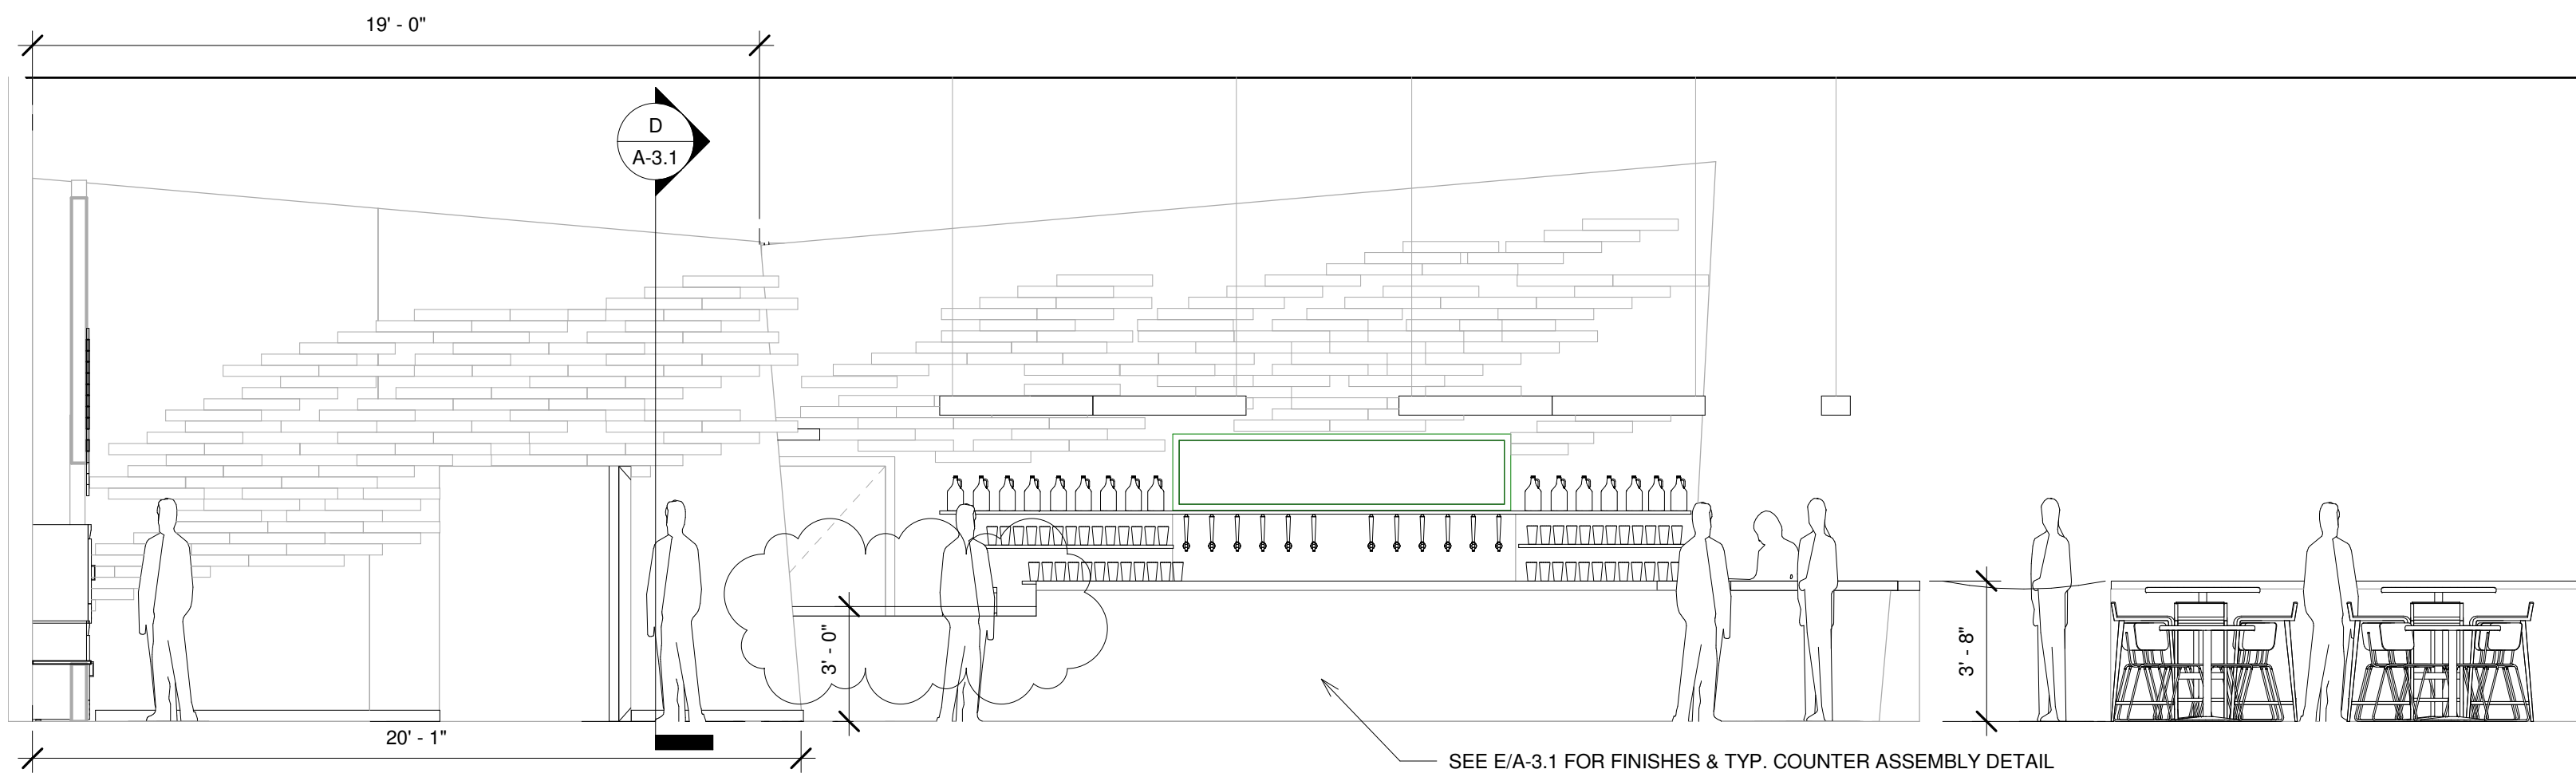 19' - 0"
D
A-3.1
3' - 0"
3' - 8"
20' - 1"
SEE E/A-3.1 FOR FINISHES & TYP. COUNTER ASSEMBLY DETAIL